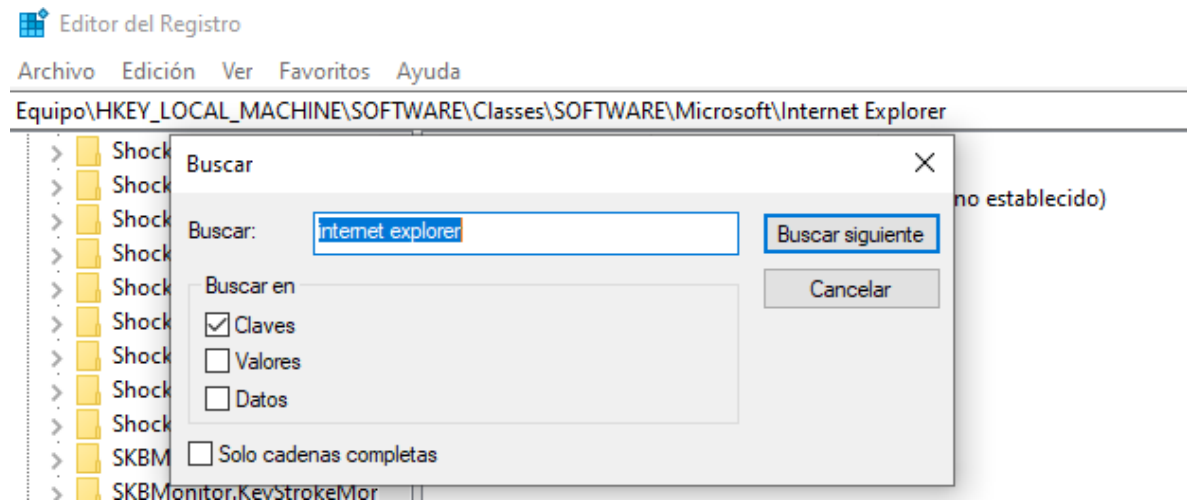 Editor del Registro
Archivo Edición Ver Favoritos Ayuda
Equipo\HKEY_LOCAL_MACHINE\SOFTWARE\Classes\SOFTWARE\Microsoft\Internet Explorer
Shock
Buscar
Shock
no establecido)
Shock
Buscar: internet explorer
Buscar siguiente
Shock
Shock
Buscar en
Cancelar
Shock
Claves
Shock
Valores
Shock
Datos
Shock
SKBM
Solo cadenas completas
SKBMonitor.KeyStrokeMor